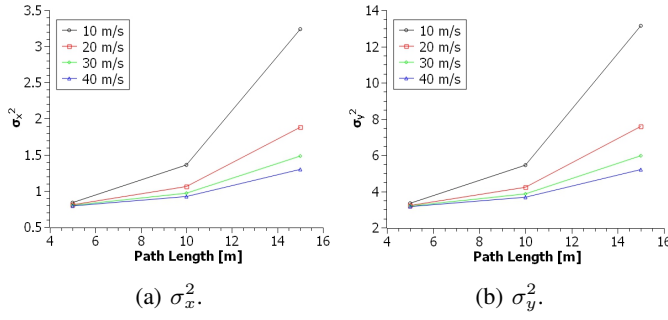 3.5
3
2.5
2
1.5
1
0.5
σx²
10 m/s
20 m/s
30 m/s
40 m/s
4 6 8 10 12 14 16
Path Length [m]
(a) σ²x.
14
12
10
8
6
4
2
σy²
10 m/s
20 m/s
30 m/s
40 m/s
4 6 8 10 12 14 16
Path Length [m]
(b) σ²y.